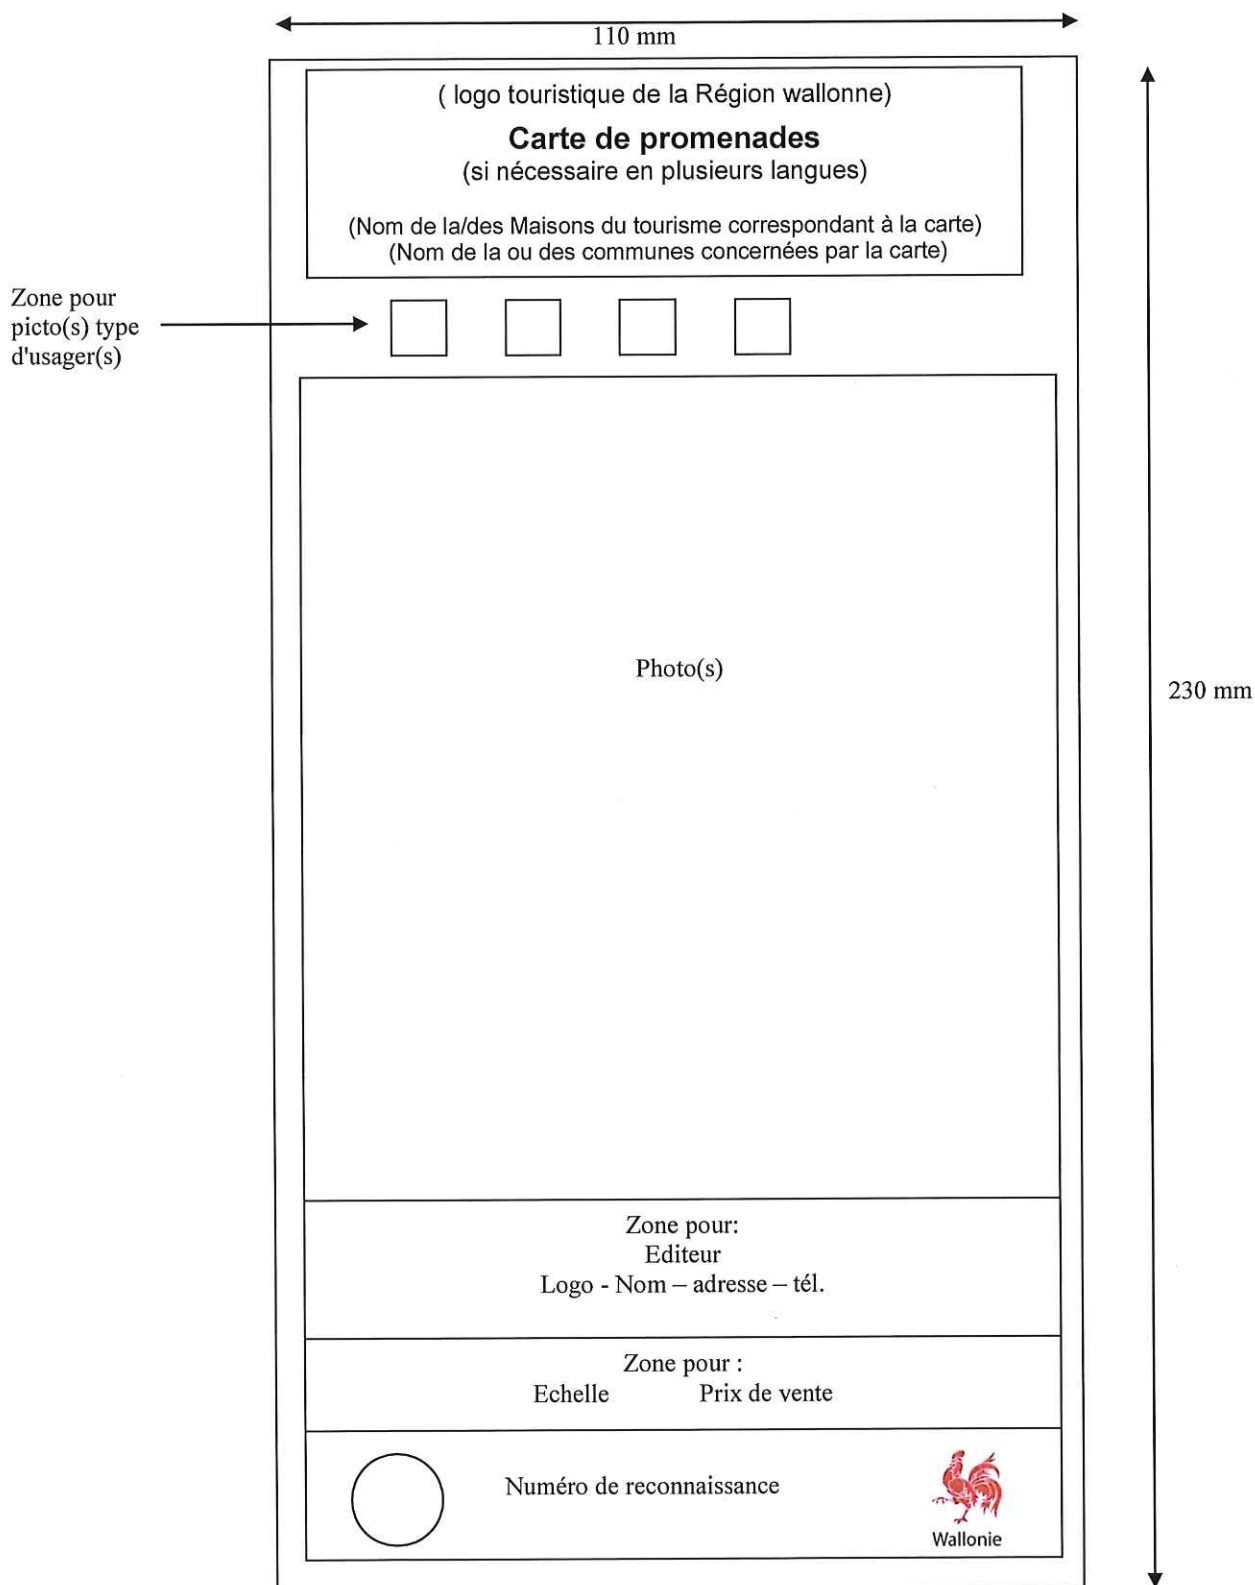 110 mm
( logo touristique de la Région wallonne)
Carte de promenades
(si nécessaire en plusieurs langues)
(Nom de la/des Maisons du tourisme correspondant à la carte)
(Nom de la ou des communes concernées par la carte)
Zone pour
picto(s) type
d'usager(s)
Photo(s)
230 mm
Zone pour:
Editeur
Logo - Nom – adresse – tél.
Zone pour :
Echelle Prix de vente
Numéro de reconnaissance
Wallonie